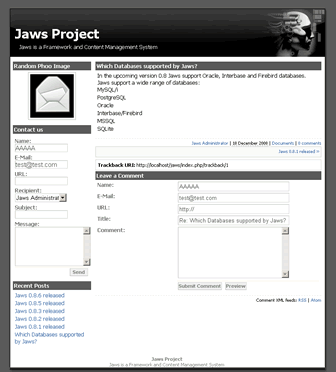 Jaws Project
Jaws is a Framework and Content Management System
Random Phoo Image
Contact us
Name:
AAAAA
E-Mail:
test@test.com
URL:
Recipient:
Jaws Administrat
Subject:
Message:
Send
Recent Posts
Jaws 0.8.6 released
Jaws 0.8.5 released
Jaws 0.8.3 released
Jaws 0.8.2 released
Jaws 0.8.1 released
Which Databases supported
by Jaws?
Which Databases supported by Jaws?
In the upcoming version 0.8 Jaws support Oracle, Interbase and Firebird databases.
Jaws support a wide range of databases:
MySQL/i
PostgreSQL
Oracle
Interbase/Firebird
MSSQL
SQLite
Jaws Administrator | 18 December 2008 | Documents | 0 comments
Jaws 0.8.1 released »
Trackback URI: http://localhost/jaws/index.php/trackback/1
Leave a Comment
Name:
AAAAA
E-Mail:
test@test.com
URL:
http://
Title:
Re: Which Databases supported by Jaws?
Comment:
Submit Comment Preview
Comment XML feeds: RSS | Atom
Jaws Project
Jaws is a Framework and Content Management System